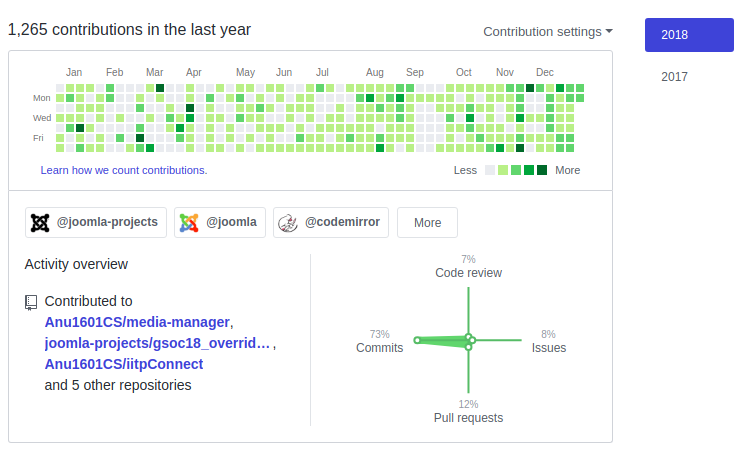 1,265 contributions in the last year
Contribution settings
2018
2017
Jan Feb Mar Apr May Jun Jul Aug Sep Oct Nov Dec
Mon
Wed
Fri
Learn how we count contributions.
Less More
@joomla-projects @joomla @codemirror More
Activity overview
Contributed to
Anu1601CS/media-manager,
joomla-projects/gsoc18_overrid… ,
Anu1601CS/iitpConnect
and 5 other repositories
7%
Code review
73%
Commits
8%
Issues
12%
Pull requests